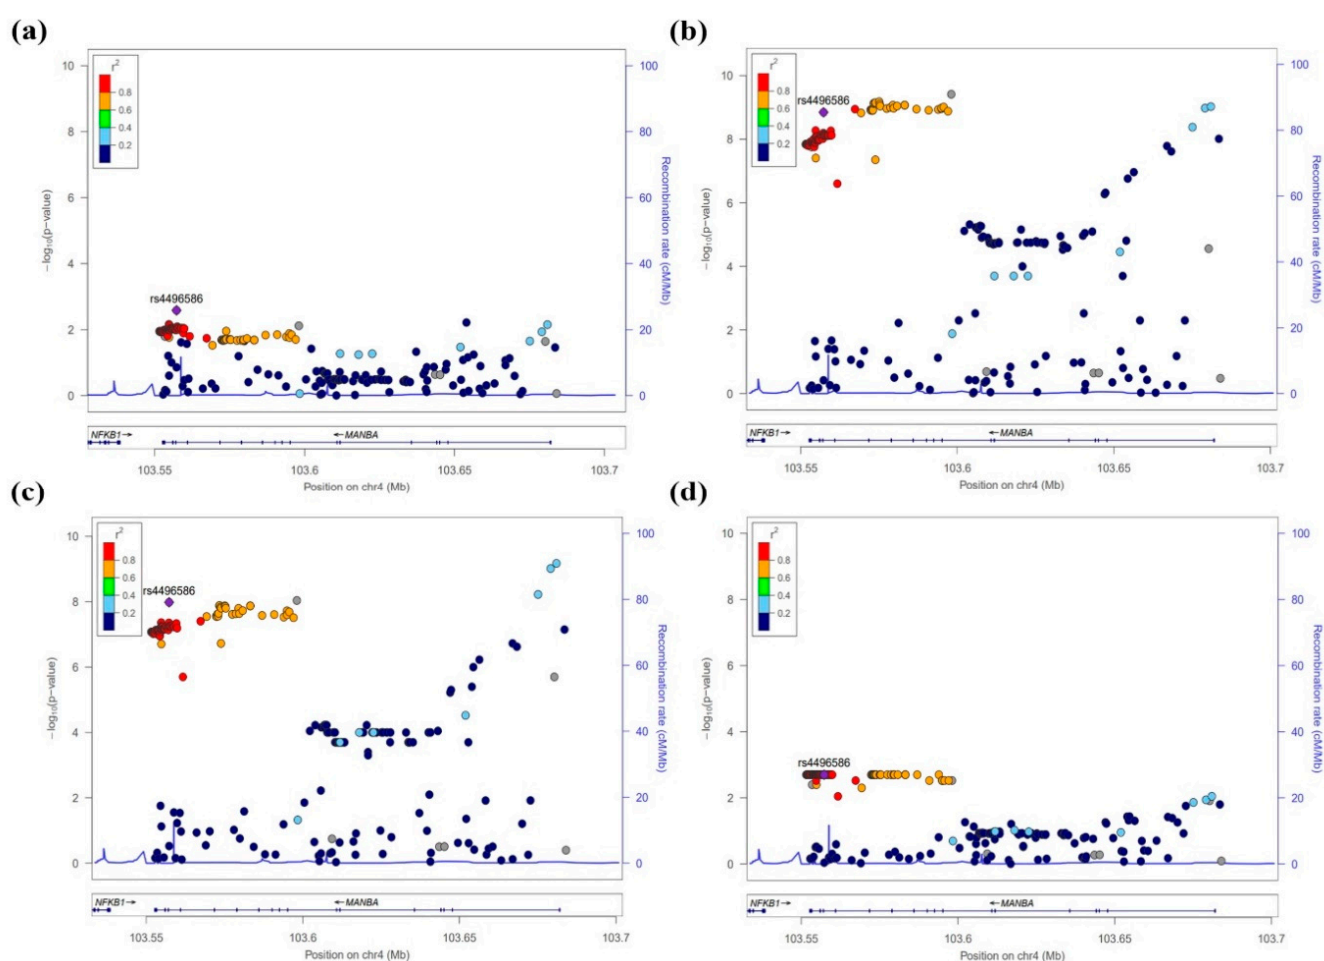 (a)
r2
0.8
0.6
0.4
0.2
rs4496586
10
8
6
4
2
0
−log10(p−value)
100
80
60
40
20
0
Recombination rate (cM/Mb)
NFKB1→
←MANBA
103.55 103.6 103.65 103.7
Position on chr4 (Mb)
(b)
r2
0.8
0.6
0.4
0.2
rs4496586
10
8
6
4
2
0
−log10(p−value)
100
80
60
40
20
0
Recombination rate (cM/Mb)
NFKB1→
←MANBA
103.55 103.6 103.65 103.7
Position on chr4 (Mb)
(c)
r2
0.8
0.6
0.4
0.2
rs4496586
10
8
6
4
2
0
−log10(p−value)
100
80
60
40
20
0
Recombination rate (cM/Mb)
NFKB1→
←MANBA
103.55 103.6 103.65 103.7
Position on chr4 (Mb)
(d)
r2
0.8
0.6
0.4
0.2
rs4496586
10
8
6
4
2
0
−log10(p−value)
100
80
60
40
20
0
Recombination rate (cM/Mb)
NFKB1→
←MANBA
103.55 103.6 103.65 103.7
Position on chr4 (Mb)